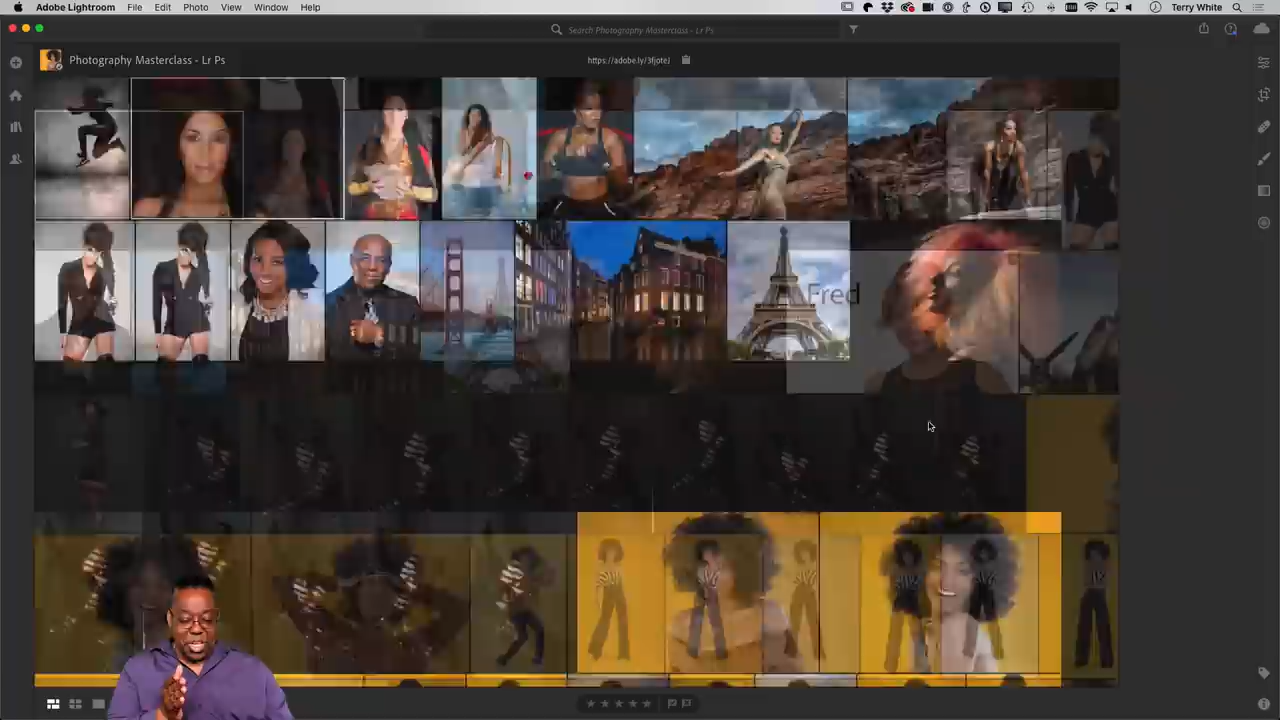 Adobe Lightroom File Edit Photo View Window Help Terry White
Search Photography Masterclass - Lr Ps
Photography Masterclass - Lr Ps https://adobe.ly/3fjoteJ
Fred